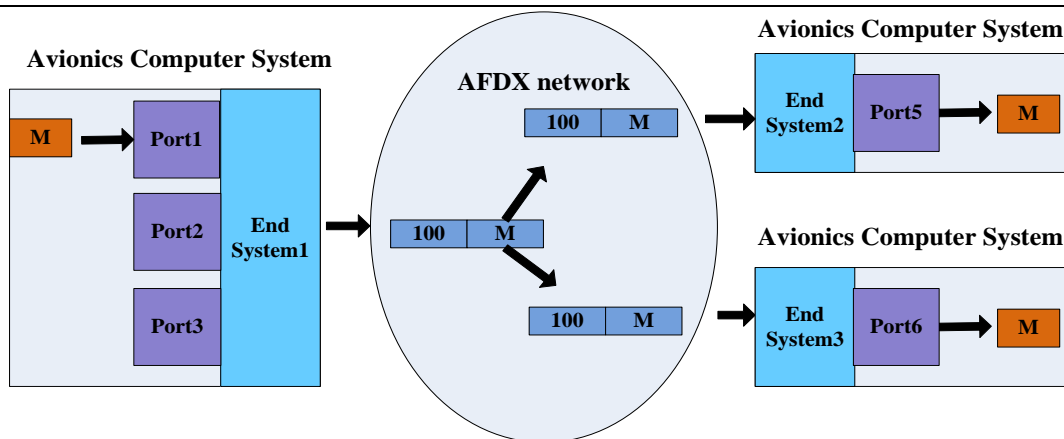 Avionics Computer System
M
Port1
Port2
Port3
End
System1
AFDX network
100 M
100 M
100 M
Avionics Computer System
End
System2
Port5
M
Avionics Computer System
End
System3
Port6
M